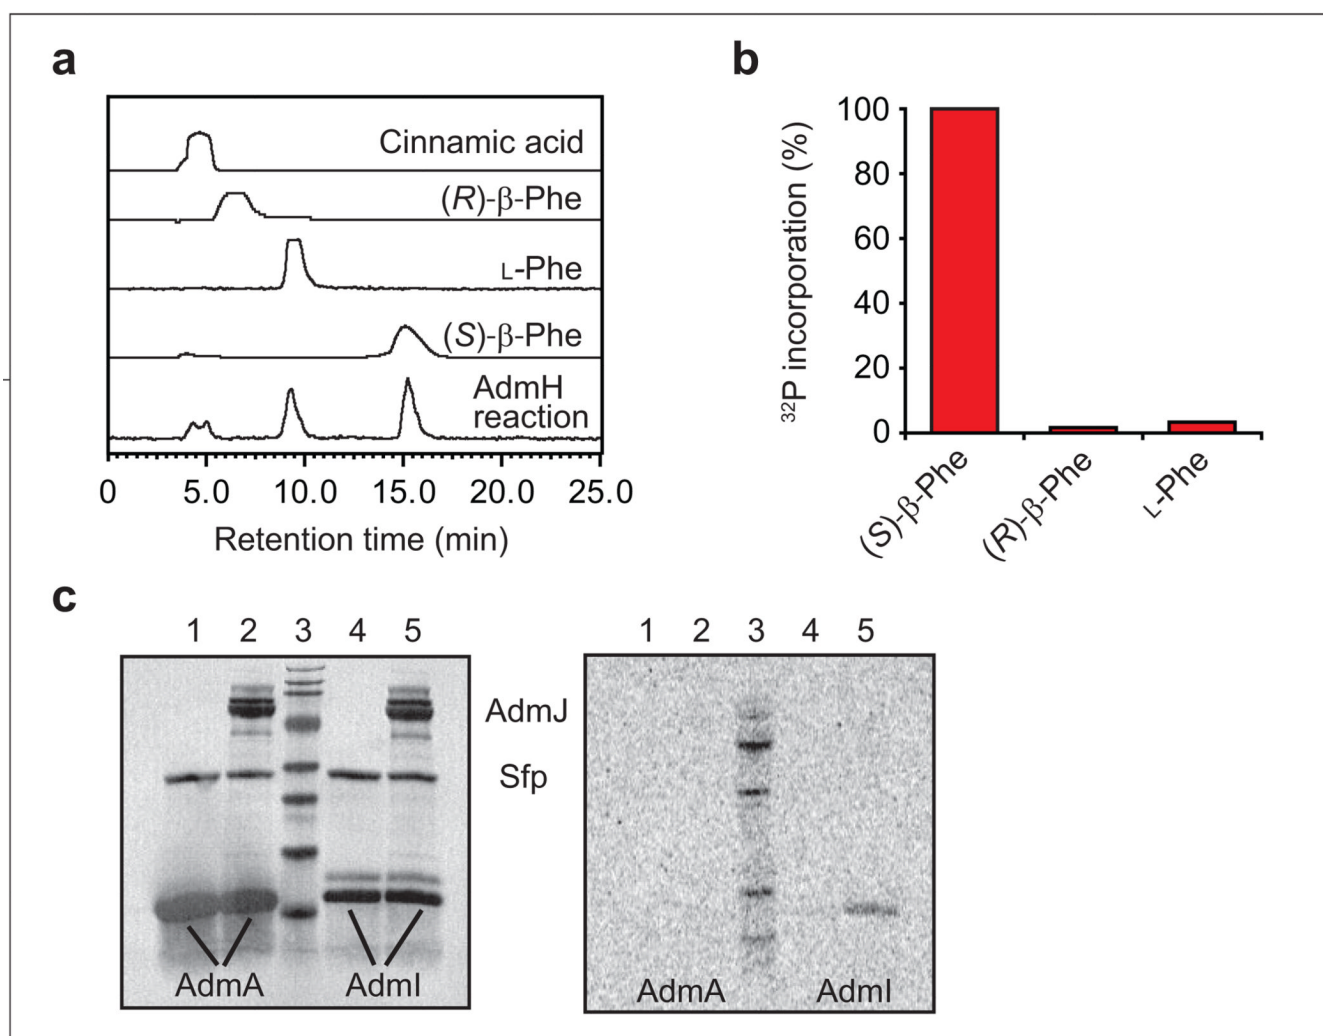 a
Cinnamic acid
(R)-β-Phe
L-Phe
(S)-β-Phe
AdmH
reaction
0 5.0 10.0 15.0 20.0 25.0
Retention time (min)
b
³²P incorporation (%)
100
80
60
40
20
0
(S)-β-Phe
(R)-β-Phe
L-Phe
c
1 2 3 4 5
AdmJ
Sfp
AdmA AdmI
1 2 3 4 5
AdmA AdmI